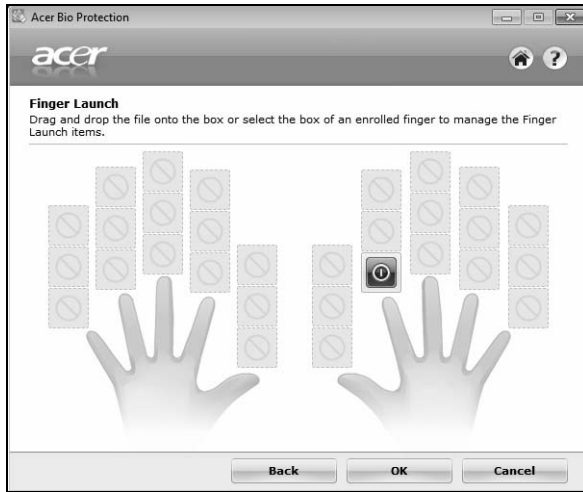 Acer Bio Protection
acer
?
Finger Launch
Drag and drop the file onto the box or select the box of an enrolled finger to manage the Finger
Launch items.
Back OK Cancel